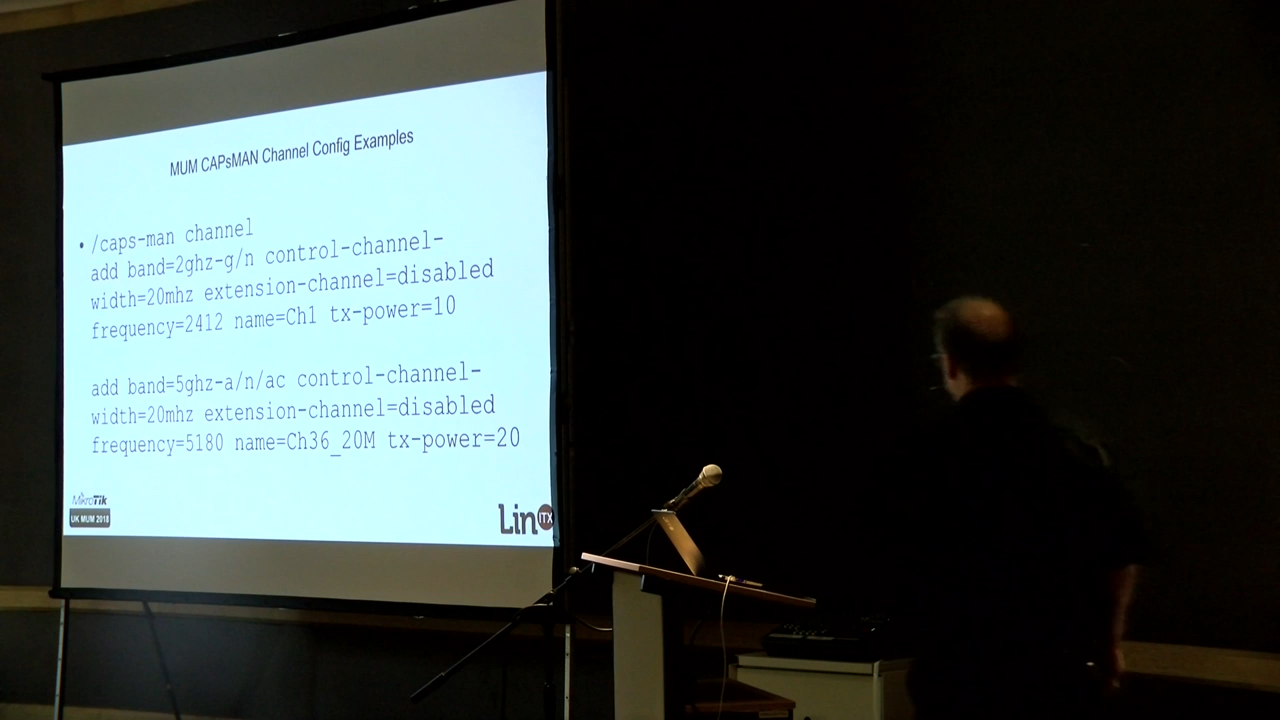 MUM CAPsMAN Channel Config Examples
• /caps-man channel
add band=2ghz-g/n control-channel-
width=20mhz extension-channel=disabled
frequency=2412 name=Ch1 tx-power=10
add band=5ghz-a/n/ac control-channel-
width=20mhz extension-channel=disabled
frequency=5180 name=Ch36_20M tx-power=20
MikroTik
UK MUM 2018
Lin ITX